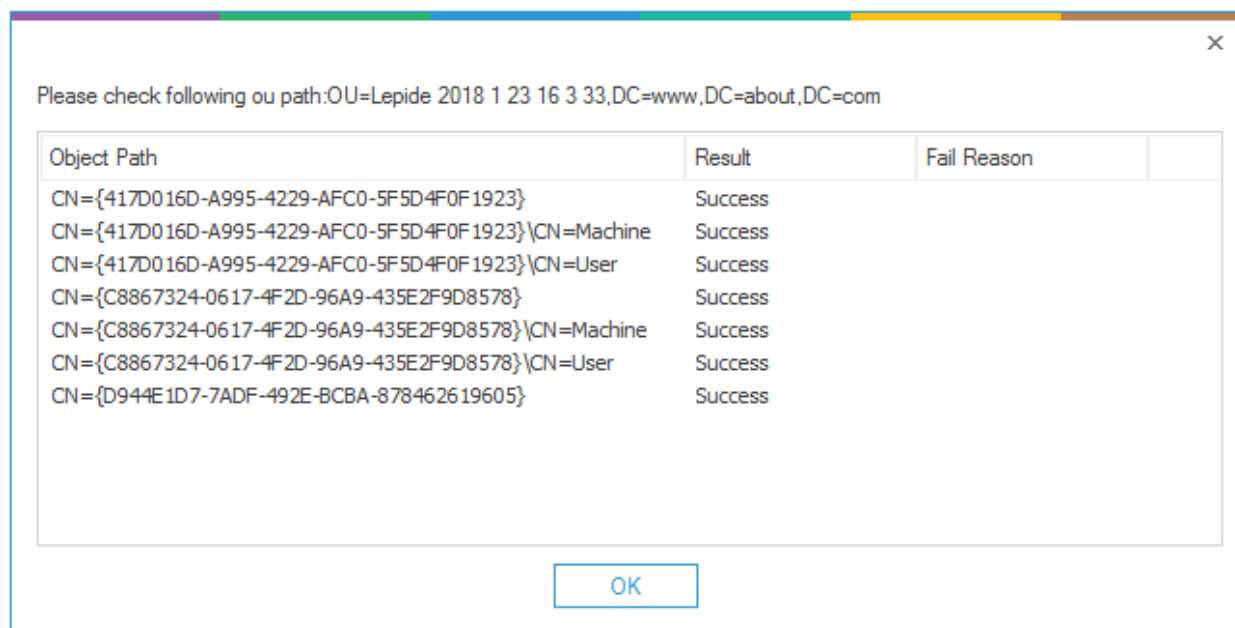 Please check following ou path:OU=Lepide 2018 1 23 16 3 33,DC=www,DC=about,DC=com
Object Path Result Fail Reason
CN={417D016D-A995-4229-AFC0-5F5D4F0F1923} Success
CN={417D016D-A995-4229-AFC0-5F5D4F0F1923}\CN=Machine Success
CN={417D016D-A995-4229-AFC0-5F5D4F0F1923}\CN=User Success
CN={C8867324-0617-4F2D-96A9-435E2F9D8578} Success
CN={C8867324-0617-4F2D-96A9-435E2F9D8578}\CN=Machine Success
CN={C8867324-0617-4F2D-96A9-435E2F9D8578}\CN=User Success
CN={D944E1D7-7ADF-492E-BCBA-878462619605} Success
OK